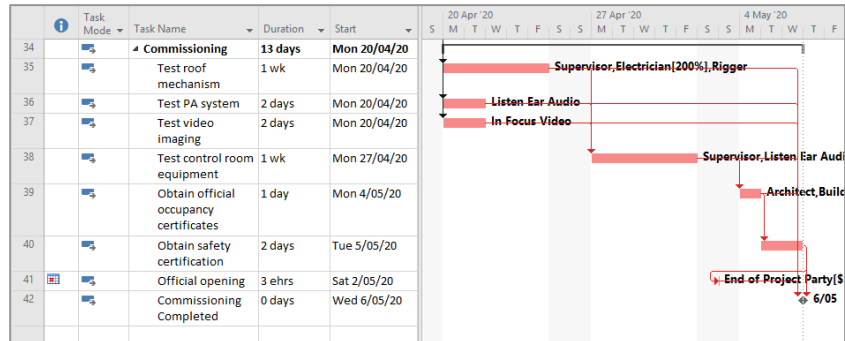 Task Mode Task Name Duration Start
20 Apr '20 27 Apr '20 4 May '20
S M T W T F S S M T W T F S S M T W T F
34 Commissioning 13 days Mon 20/04/20
35 Test roof mechanism 1 wk Mon 20/04/20 Supervisor,Electrician[200%],Rigger
36 Test PA system 2 days Mon 20/04/20 Listen Ear Audio
37 Test video imaging 2 days Mon 20/04/20 In Focus Video
38 Test control room equipment 1 wk Mon 27/04/20 Supervisor,Listen Ear Audi
39 Obtain official occupancy certificates 1 day Mon 4/05/20 Architect,Build
40 Obtain safety certification 2 days Tue 5/05/20
41 Official opening 3 ehrs Sat 2/05/20 End of Project Party[$
42 Commissioning Completed 0 days Wed 6/05/20 6/05